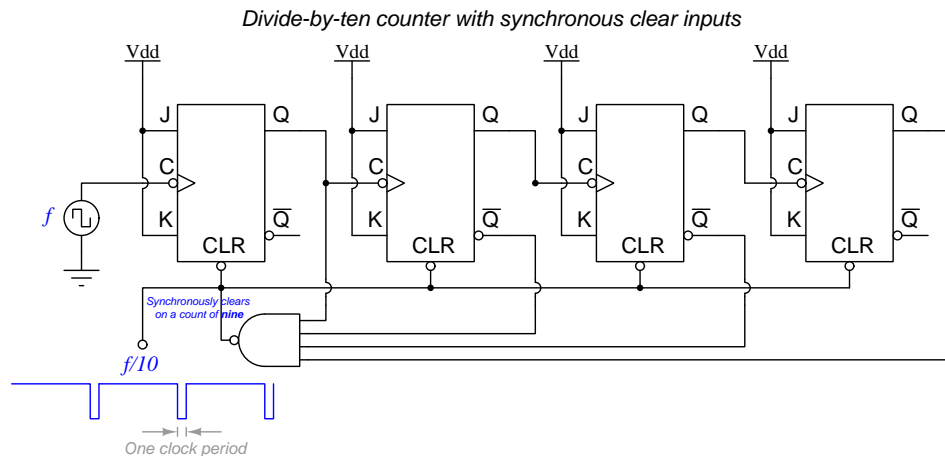 Divide-by-ten counter with synchronous clear inputs
Vdd Vdd Vdd Vdd
J Q J Q J Q J Q
C C C C
f
K Q K Q K Q K Q
CLR CLR CLR CLR
Synchronously clears
on a count of nine
f/10
One clock period